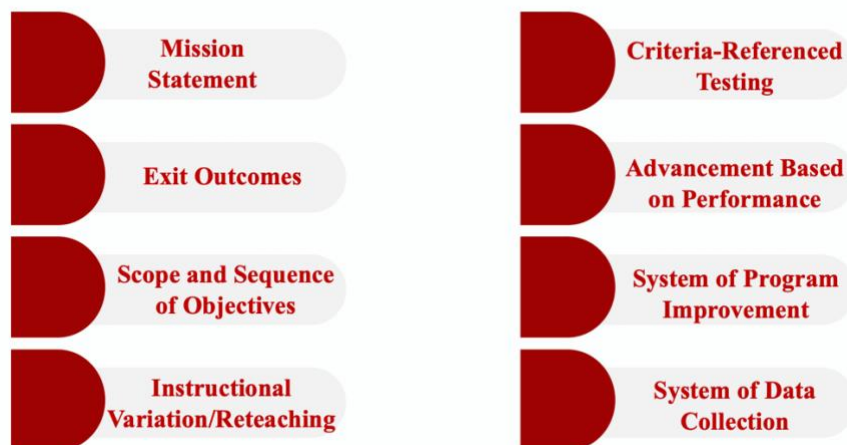 Mission
Statement
Exit Outcomes
Scope and Sequence
of Objectives
Instructional
Variation/Reteaching
Criteria-Referenced
Testing
Advancement Based
on Performance
System of Program
Improvement
System of Data
Collection